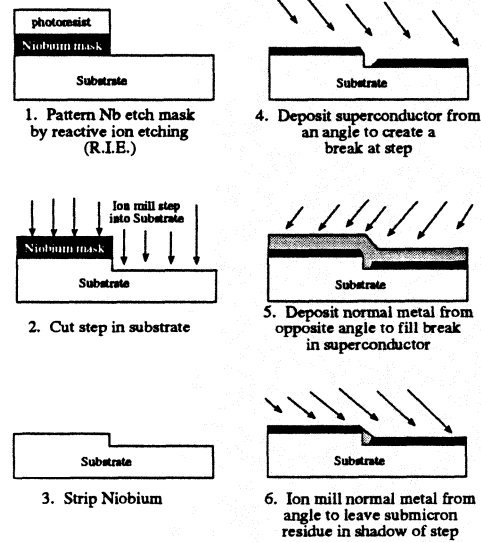 photoresist
Niobium mask
Substrate
1. Pattern Nb etch mask
by reactive ion etching
(R.I.E.)
Ion mill step
into Substrate
Niobium mask
Substrate
2. Cut step in substrate
Substrate
3. Strip Niobium
Substrate
4. Deposit superconductor from
an angle to create a
break at step
Substrate
5. Deposit normal metal from
opposite angle to fill break
in superconductor
Substrate
6. Ion mill normal metal from
angle to leave submicron
residue in shadow of step